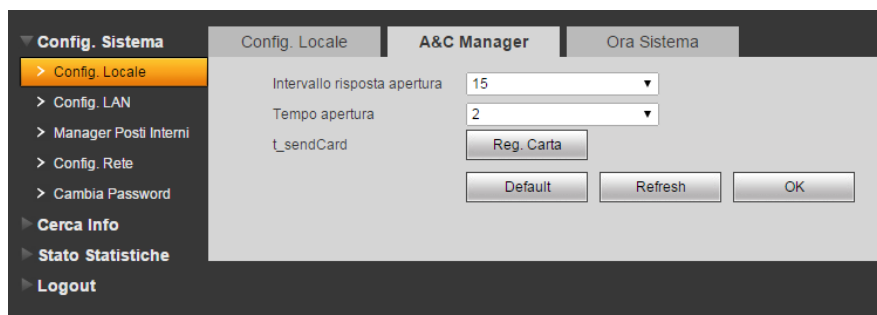 Config. Sistema
Config. Locale
Config. LAN
Manager Posti Interni
Config. Rete
Cambia Password
Cerca Info
Stato Statistiche
Logout
Config. Locale A&C Manager Ora Sistema
Intervallo risposta apertura 15
Tempo apertura 2
t_sendCard Reg. Carta
Default Refresh OK